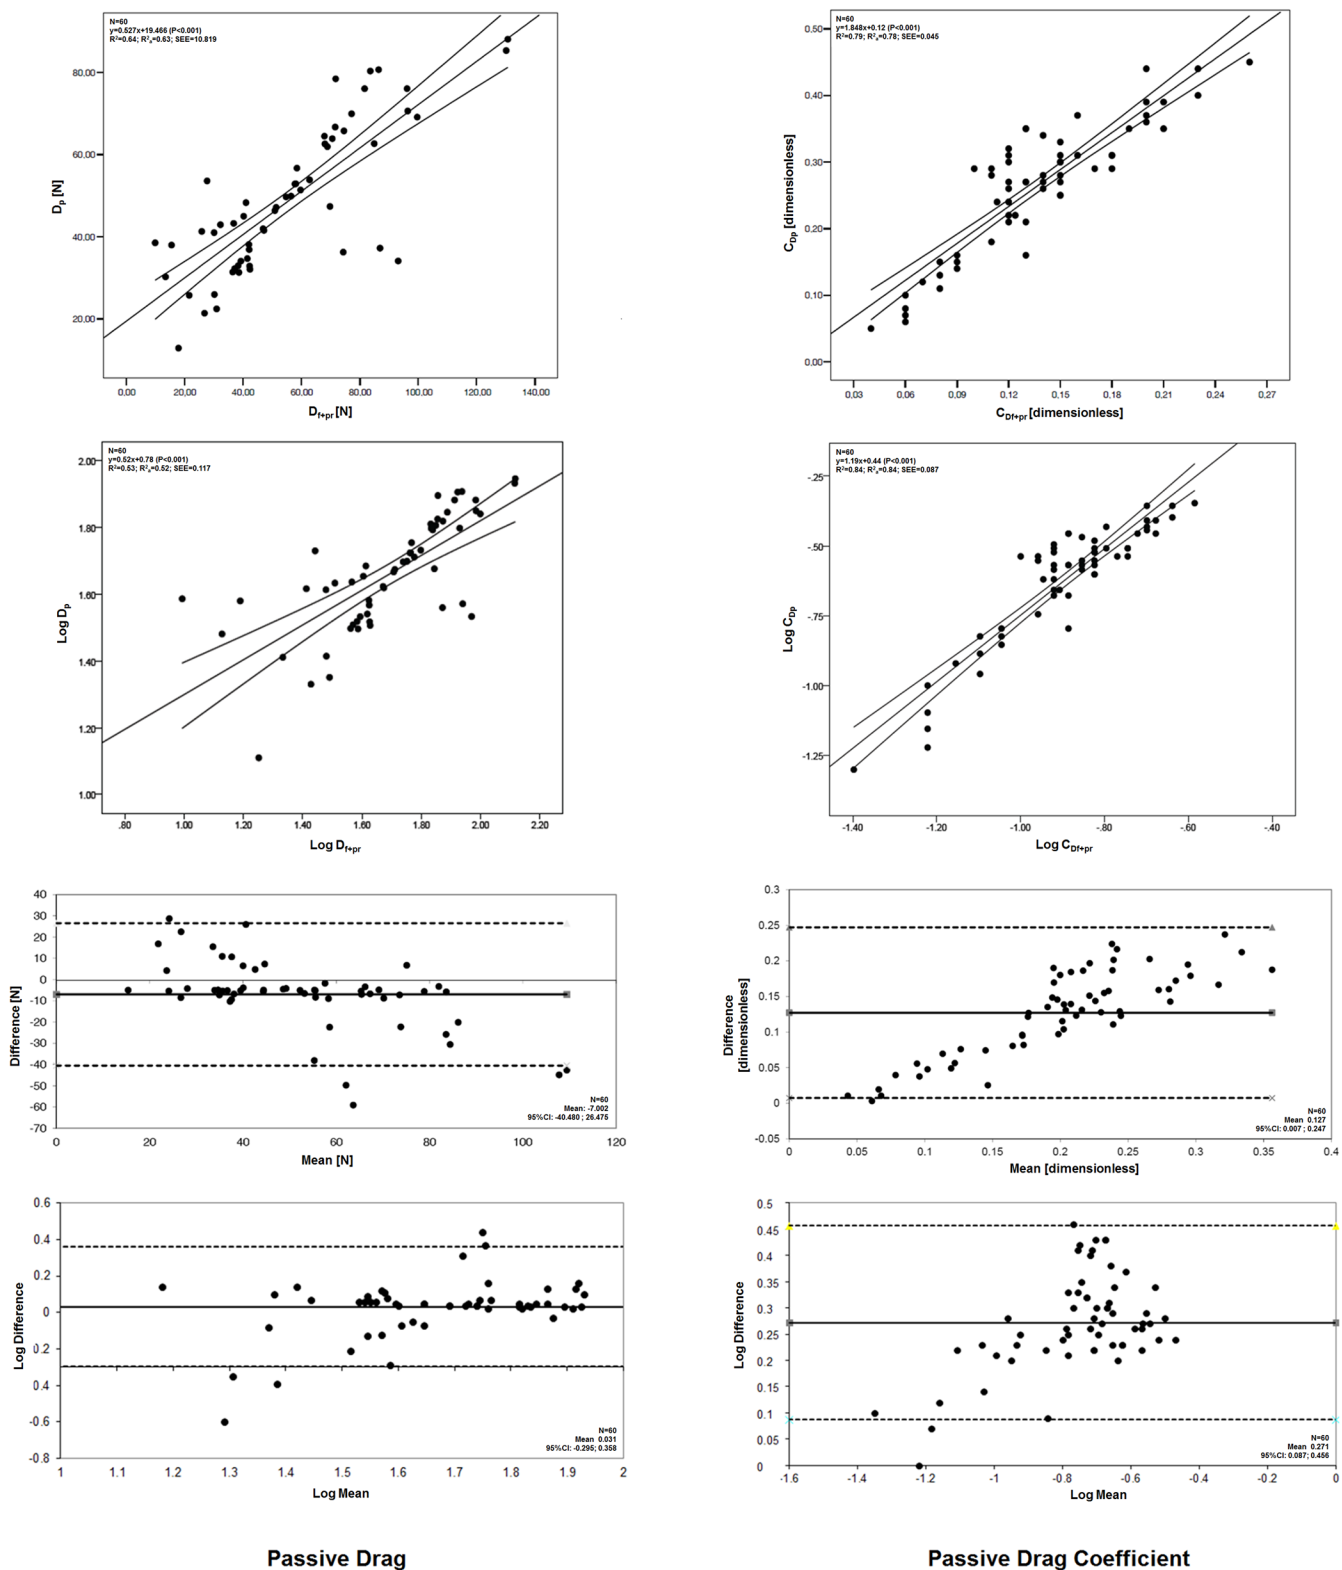 N=60
y=0.527x+19.466 (P<0.001)
R²=0.64; R²ₐ=0.63; SEE=10.819
80.00
60.00
40.00
20.00
Dp [N]
0.00 20.00 40.00 60.00 80.00 100.00 120.00 140.00
Df+pr [N]
N=60
y=1.848x+0.12 (P<0.001)
R²=0.79; R²ₐ=0.78; SEE=0.045
0.50
0.40
0.30
0.20
0.10
0.00
CDp [dimensionless]
0.03 0.06 0.09 0.12 0.15 0.18 0.21 0.24 0.27
CDf+pr [dimensionless]
N=60
y=0.52x+0.78 (P<0.001)
R²=0.53; R²ₐ=0.52; SEE=0.117
2.00
1.80
1.60
1.40
1.20
1.00
Log Dp
.80 1.00 1.20 1.40 1.60 1.80 2.00 2.20
Log Df+pr
N=60
y=1.19x+0.44 (P<0.001)
R²=0.84; R²ₐ=0.84; SEE=0.087
-.25
-.50
-.75
-1.00
-1.25
Log CDp
-1.40 -1.20 -1.00 -.80 -.60 -.40
Log CDf+pr
40
30
20
10
0
-10
-20
-30
-40
-50
-60
-70
Difference [N]
N=60
Mean: -7.002
95%CI: -40.480 ; 26.475
0 20 40 60 80 100 120
Mean [N]
0.3
0.25
0.2
0.15
0.1
0.05
0
-0.05
Difference
[dimensionless]
N=60
Mean 0.127
95%CI: 0.007 ; 0.247
0 0.05 0.1 0.15 0.2 0.25 0.3 0.35 0.4
Mean [dimensionless]
0.6
0.4
0.2
0
0.2
0.4
-0.6
-0.8
Log Difference
N=60
Mean 0.031
95%CI: -0.295; 0.358
1 1.1 1.2 1.3 1.4 1.5 1.6 1.7 1.8 1.9 2
Log Mean
0.5
0.45
0.4
0.35
0.3
0.25
0.2
0.15
0.1
0.05
0
Log Difference
N=60
Mean 0.271
95%CI: 0.087; 0.456
-1.6 -1.4 -1.2 -1 -0.8 -0.6 -0.4 -0.2 0
Log Mean
Passive Drag
Passive Drag Coefficient